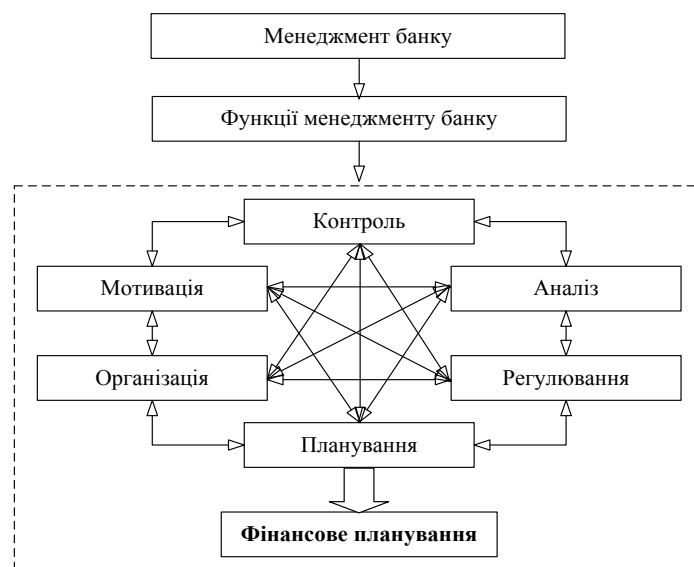 Менеджмент банку
Функції менеджменту банку
Контроль
Мотивація
Аналіз
Організація
Регулювання
Планування
Фінансове планування